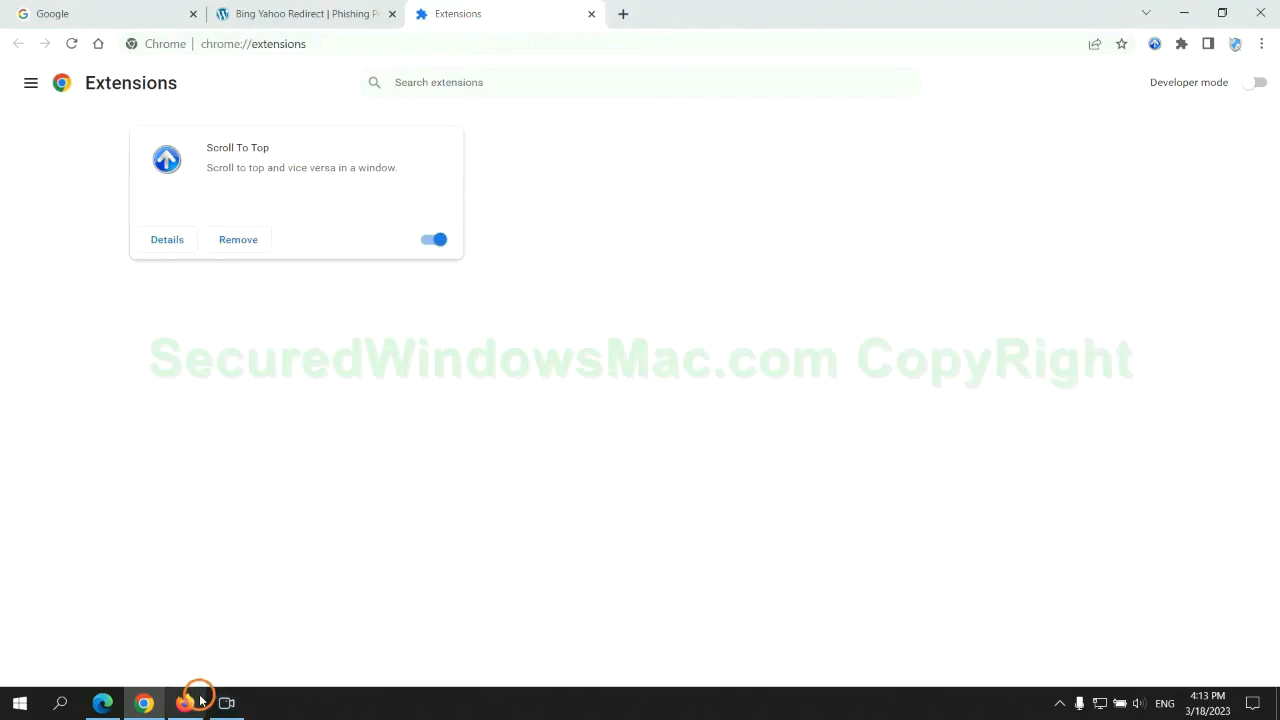 Google
Bing Yahoo Redirect | Phishing P
Extensions
Chrome | chrome://extensions
Extensions
Search extensions
Developer mode
Scroll To Top
Scroll to top and vice versa in a window.
Details
Remove
SecuredWindowsMac.com CopyRight
ENG
4:13 PM
3/18/2023